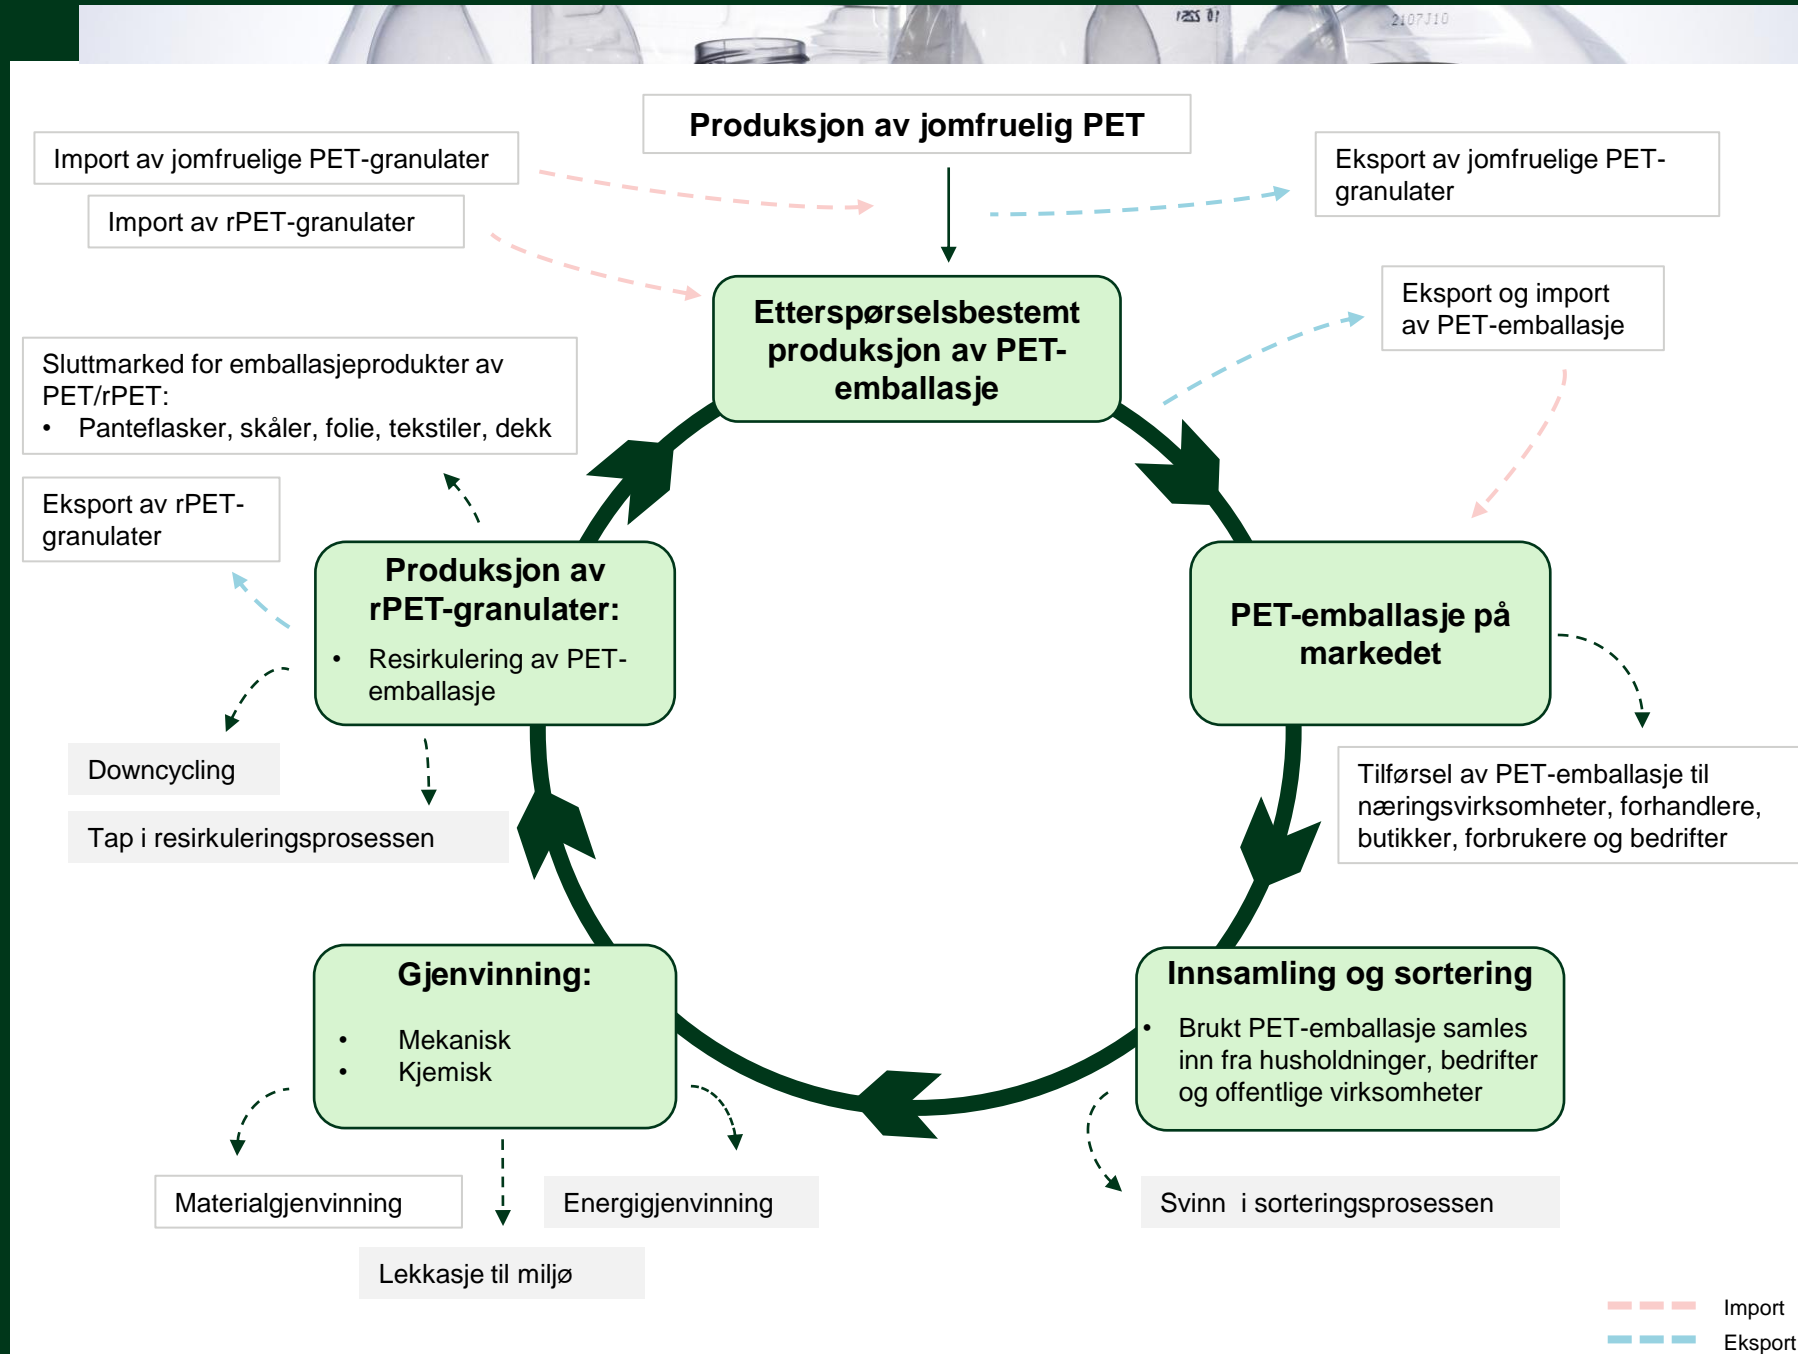 2107J10
Produksjon av jomfruelig PET
Import av jomfruelige PET-granulater
Import av rPET-granulater
Eksport av jomfruelige PET-
granulater
Etterspørselsbestemt
produksjon av PET-
emballasje
Eksport og import
av PET-emballasje
Sluttmarked for emballasjeprodukter av
PET/rPET:
• Panteflasker, skåler, folie, tekstiler, dekk
Eksport av rPET-
granulater
Produksjon av
rPET-granulater:
• Resirkulering av PET-
emballasje
PET-emballasje på
markedet
Downcycling
Tap i resirkuleringsprosessen
Tilførsel av PET-emballasje til
næringsvirksomheter, forhandlere,
butikker, forbrukere og bedrifter
Gjenvinning:
• Mekanisk
• Kjemisk
Innsamling og sortering
• Brukt PET-emballasje samles
inn fra husholdninger, bedrifter
og offentlige virksomheter
Materialgjenvinning
Energigjenvinning
Lekkasje til miljø
Svinn i sorteringsprosessen
Import
Eksport